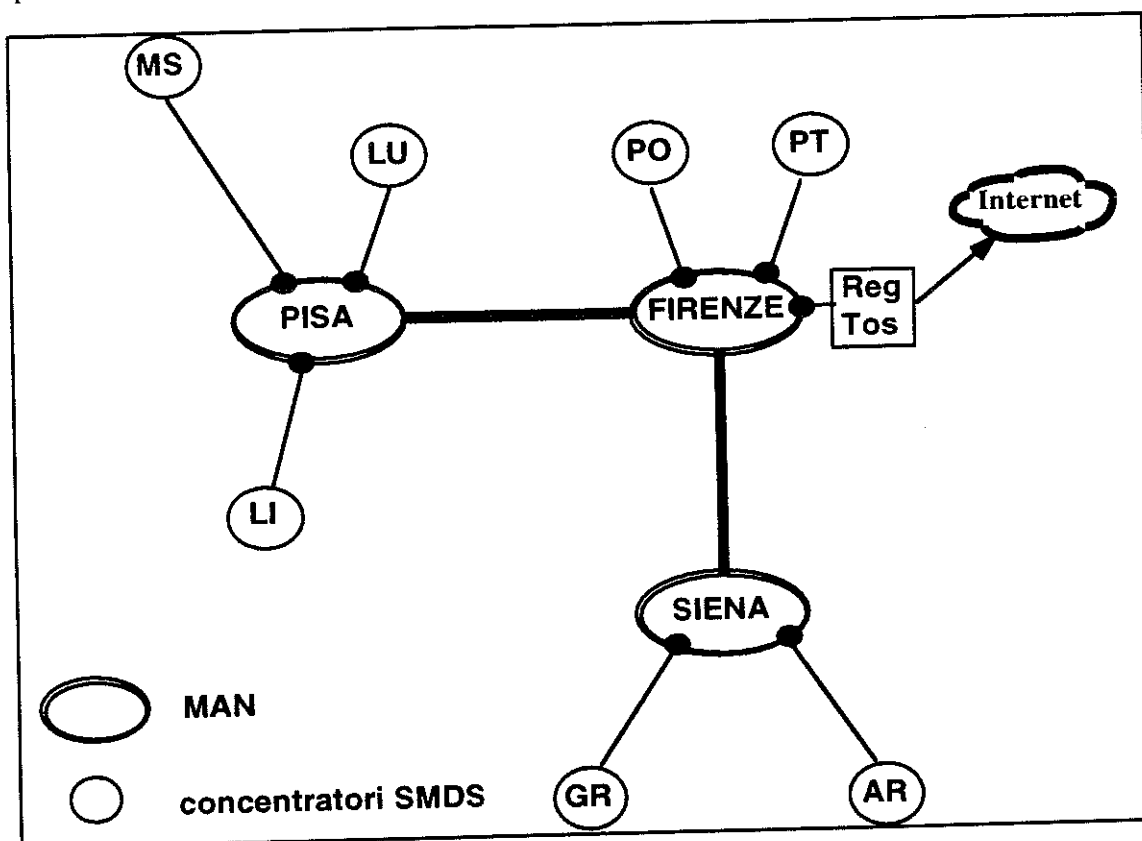 MS
LU
PO
PT
Internet
PISA
FIRENZE
Reg
Tos
LI
SIENA
MAN
concentratori SMDS
GR
AR